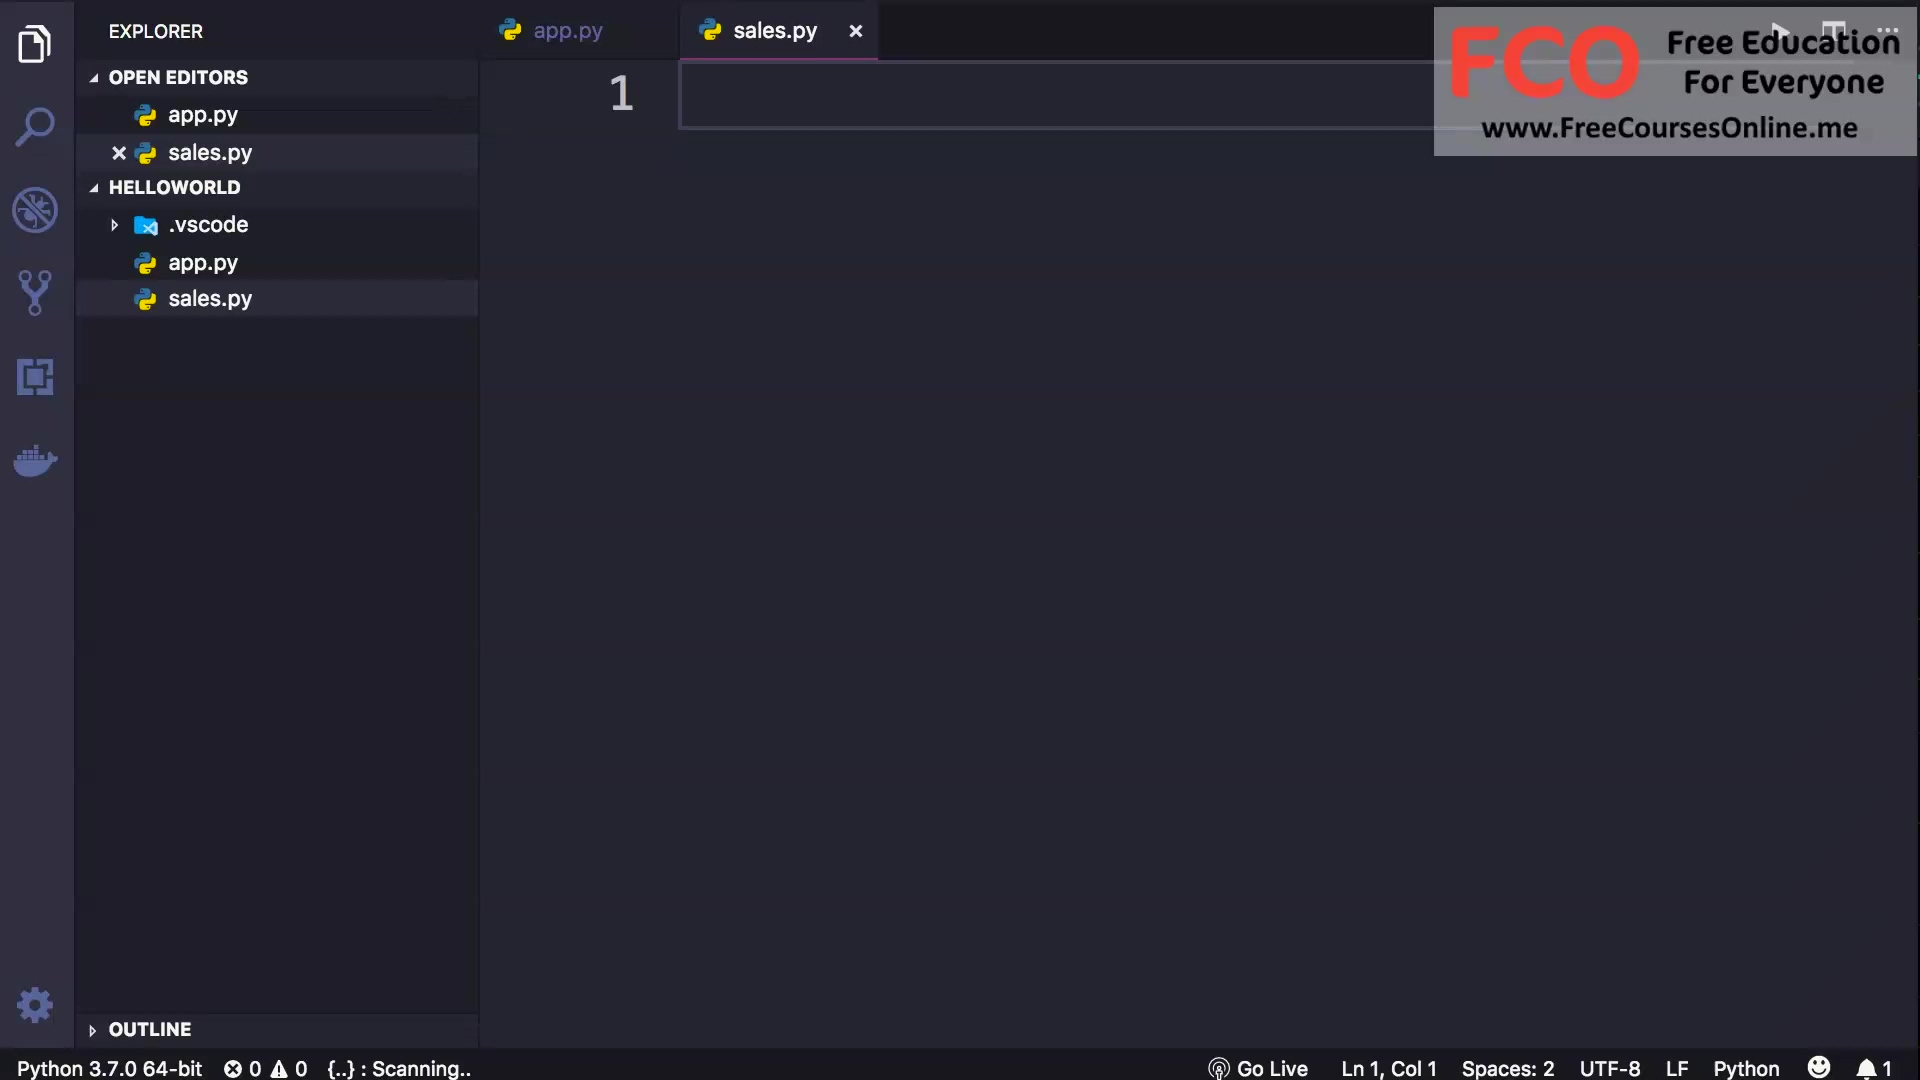 EXPLORER
OPEN EDITORS
app.py
sales.py
HELLOWORLD
.vscode
app.py
sales.py
OUTLINE
app.py
sales.py
1
FCO
Free Education
For Everyone
www.FreeCoursesOnline.me
Python 3.7.0 64-bit
0
0
{..} : Scanning..
Go Live
Ln 1, Col 1
Spaces: 2
UTF-8
LF
Python
1